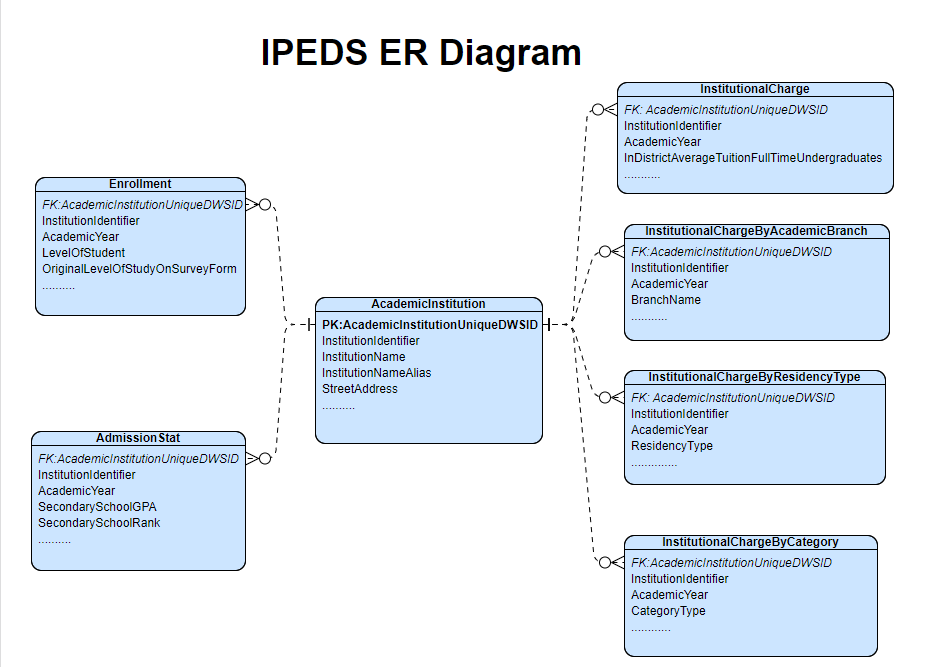 IPEDS ER Diagram
Enrollment
FK:AcademicInstitutionUniqueDWSID
InstitutionIdentifier
AcademicYear
LevelOfStudent
OriginalLevelOfStudyOnSurveyForm
..........
AdmissionStat
FK:AcademicInstitutionUniqueDWSID
InstitutionIdentifier
AcademicYear
SecondarySchoolGPA
SecondarySchoolRank
..........
AcademicInstitution
PK:AcademicInstitutionUniqueDWSID
InstitutionIdentifier
InstitutionName
InstitutionNameAlias
StreetAddress
..........
InstitutionalCharge
FK: AcademicInstitutionUniqueDWSID
InstitutionIdentifier
AcademicYear
InDistrictAverageTuitionFullTimeUndergraduates
...........
InstitutionalChargeByAcademicBranch
FK:AcademicInstitutionUniqueDWSID
InstitutionIdentifier
AcademicYear
BranchName
...........
InstitutionalChargeByResidencyType
FK: AcademicInstitutionUniqueDWSID
InstitutionIdentifier
AcademicYear
ResidencyType
..............
InstitutionalChargeByCategory
FK:AcademicInstitutionUniqueDWSID
InstitutionIdentifier
AcademicYear
CategoryType
............